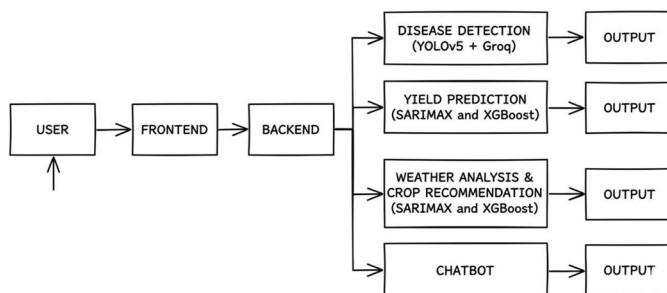 USER
FRONTEND
BACKEND
DISEASE DETECTION
(YOLOv5 + Groq)
OUTPUT
YIELD PREDICTION
(SARIMAX and XGBoost)
OUTPUT
WEATHER ANALYSIS &
CROP RECOMMENDATION
(SARIMAX and XGBoost)
OUTPUT
CHATBOT
OUTPUT